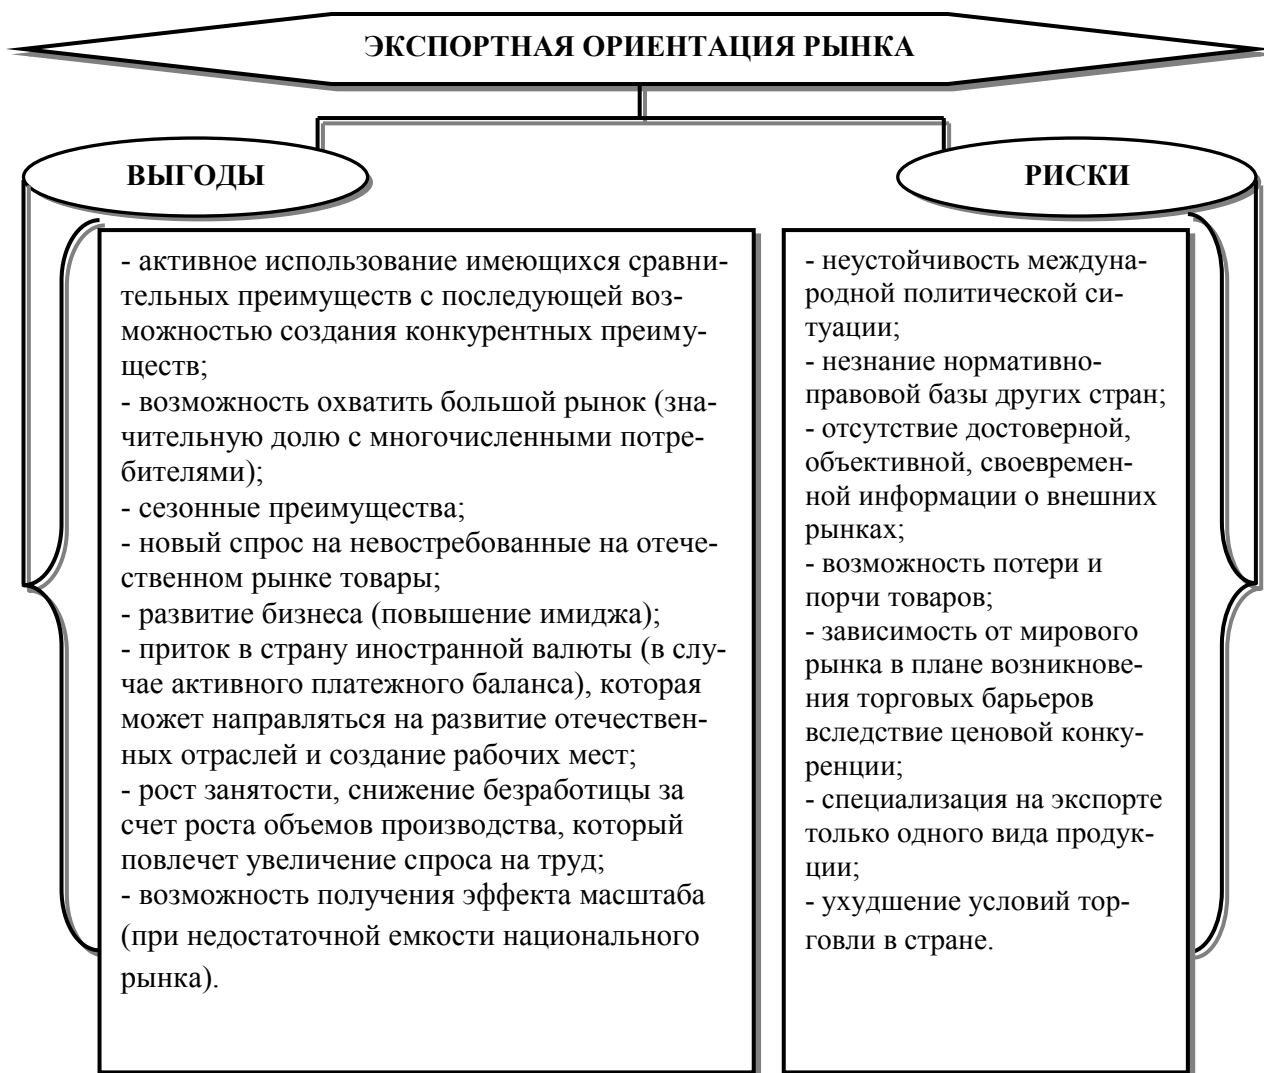 ЭКСПОРТНАЯ ОРИЕНТАЦИЯ РЫНКА
ВЫГОДЫ
- активное использование имеющихся сравни-
тельных преимуществ с последующей воз-
можностью создания конкурентных преиму-
ществ;
- возможность охватить большой рынок (зна-
чительную долю с многочисленными потре-
бителями);
- сезонные преимущества;
- новый спрос на невостребованные на отече-
ственном рынке товары;
- развитие бизнеса (повышение имиджа);
- приток в страну иностранной валюты (в слу-
чае активного платежного баланса), которая
может направляться на развитие отечествен-
ных отраслей и создание рабочих мест;
- рост занятости, снижение безработицы за
счет роста объемов производства, который
повлечет увеличение спроса на труд;
- возможность получения эффекта масштаба
(при недостаточной емкости национального
рынка).
РИСКИ
- неустойчивость междуна-
родной политической си-
туации;
- незнание нормативно-
правовой базы других стран;
- отсутствие достоверной,
объективной, своевремен-
ной информации о внешних
рынках;
- возможность потери и
порчи товаров;
- зависимость от мирового
рынка в плане возникнове-
ния торговых барьеров
вследствие ценовой конку-
ренции;
- специализация на экспорте
только одного вида продук-
ции;
- ухудшение условий тор-
говли в стране.